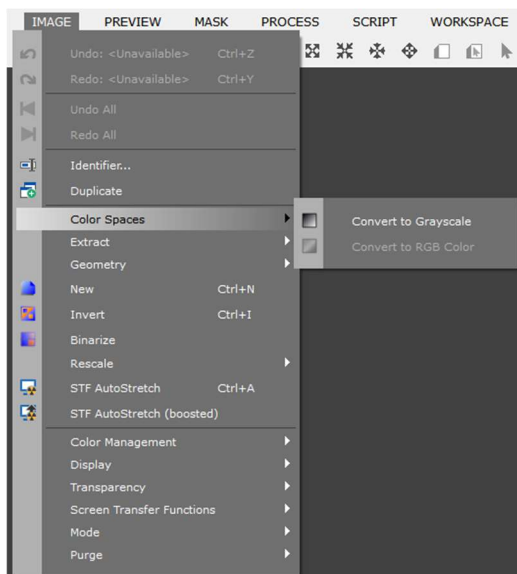 IMAGE PREVIEW MASK PROCESS SCRIPT WORKSPACE
Undo: <Unavailable> Ctrl+Z
Redo: <Unavailable> Ctrl+Y
Undo All
Redo All
Identifier...
Duplicate
Color Spaces
Convert to Grayscale
Convert to RGB Color
Extract
Geometry
New Ctrl+N
Invert Ctrl+I
Binarize
Rescale
STF AutoStretch Ctrl+A
STF AutoStretch (boosted)
Color Management
Display
Transparency
Screen Transfer Functions
Mode
Purge